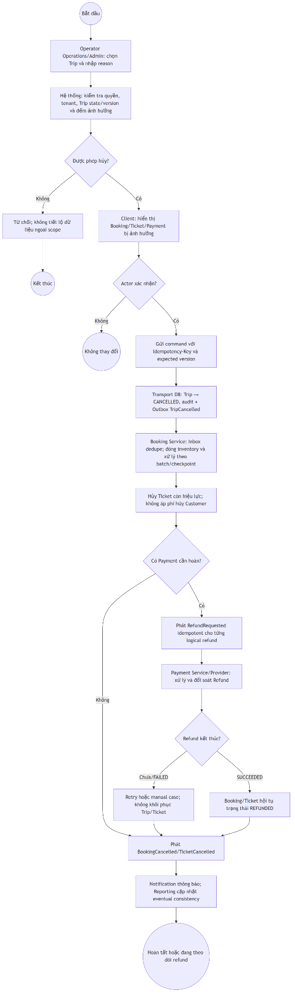 Bắt đầu
Operator
Operations/Admin: chọn
Trip và nhập reason
Hệ thống: kiểm tra quyền,
tenant, Trip state/version
và đếm ảnh hưởng
Được phép hủy?
Không
Có
Từ chối; không tiết lộ dữ
liệu ngoài scope
Client: hiển thị
Booking/Ticket/Payment
bị ảnh hưởng
Kết thúc
Actor xác nhận?
Không
Có
Không thay đổi
Gửi command với
Idempotency-Key và
expected version
Transport DB: Trip →
CANCELLED, audit +
Outbox TripCancelled
Booking Service: Inbox
dedupe; đóng inventory và
xử lý theo
batch/checkpoint
Hủy Ticket còn hiệu lực;
không áp phí hủy Customer
Có Payment cần hoàn?
Có
Phát RefundRequested
idempotent cho từng
logical refund
Payment Service/Provider:
xử lý và đối soát Refund
Không
Refund kết thúc?
Chưa/FAILED
SUCCEEDED
Retry hoặc manual case;
không khôi phục
Trip/Ticket
Booking/Ticket hội tụ
trạng thái REFUNDED
Phát
BookingCancelled/TicketCancelled
Notification thông báo;
Reporting cập nhật
eventual consistency
Hoàn tất hoặc đang theo
dõi refund